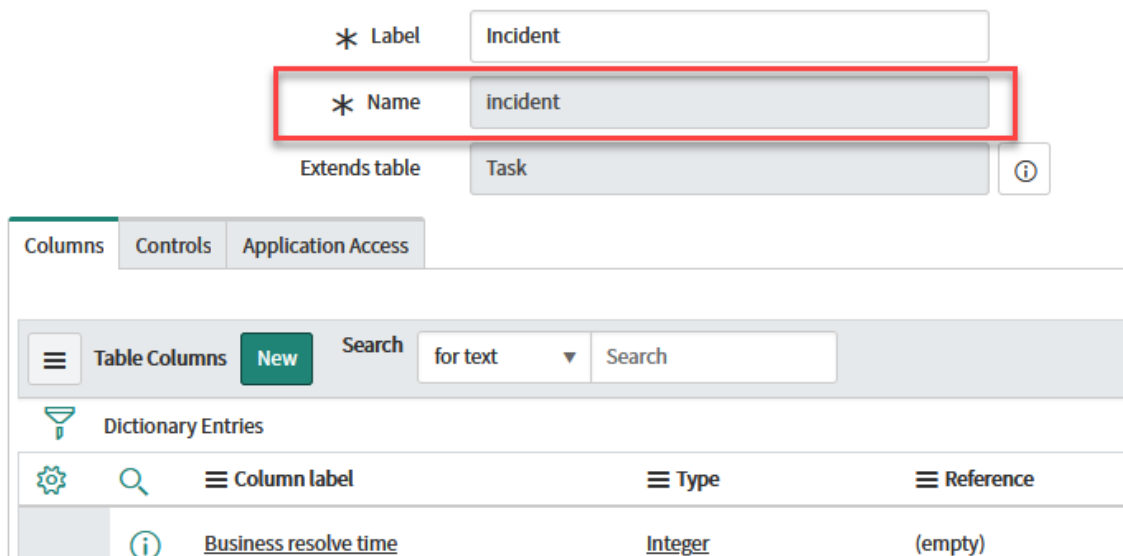 * Label Incident
* Name incident
Extends table Task
Columns Controls Application Access
Table Columns New Search for text Search
Dictionary Entries
Column label Type Reference
Business resolve time Integer (empty)